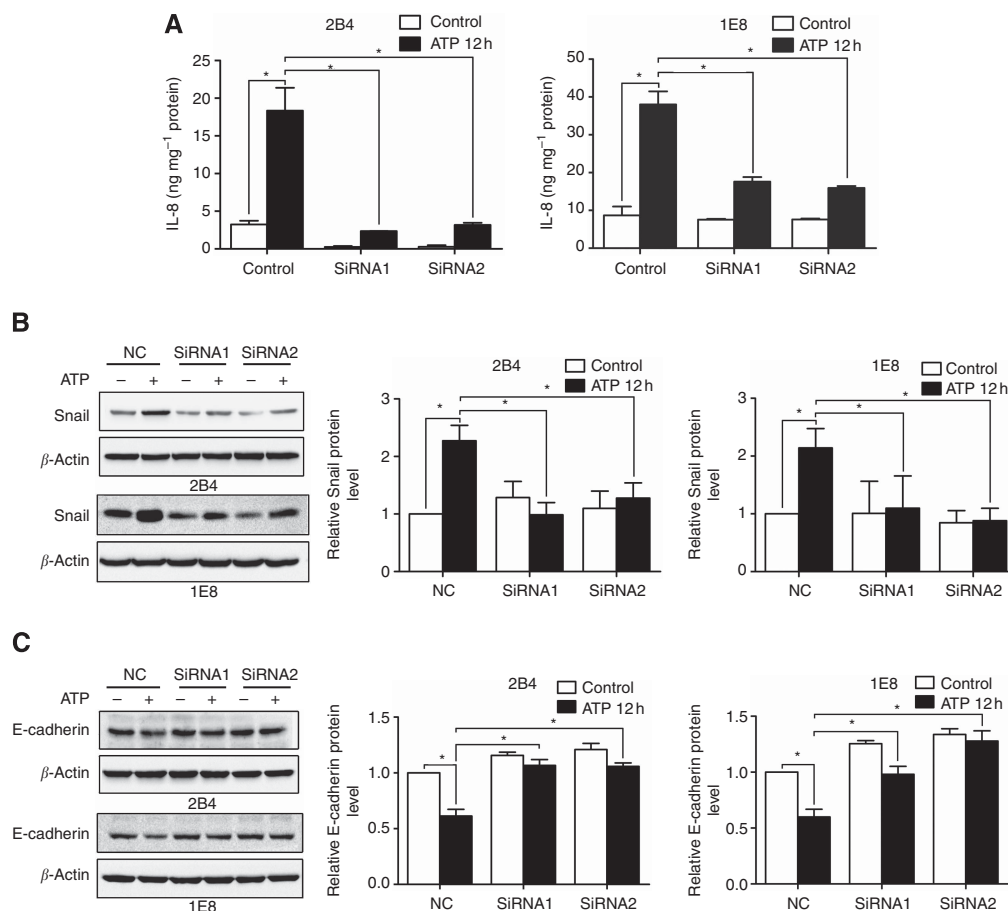 A
2B4
Control
ATP 12 h
IL-8 (ng mg⁻¹ protein)
25
20
15
10
5
0
*
*
*
Control
SiRNA1
SiRNA2
1E8
Control
ATP 12 h
IL-8 (ng mg⁻¹ protein)
50
40
30
20
10
0
*
*
*
Control
SiRNA1
SiRNA2
B
NC SiRNA1 SiRNA2
ATP − + − + − +
Snail
β-Actin
2B4
Snail
β-Actin
1E8
2B4
Control
ATP 12 h
Relative Snail protein
level
3
2
1
0
*
*
*
NC
SiRNA1
SiRNA2
1E8
Control
ATP 12 h
Relative Snail protein
level
3
2
1
0
*
*
*
NC
SiRNA1
SiRNA2
C
NC SiRNA1 SiRNA2
ATP − + − + − +
E-cadherin
β-Actin
2B4
E-cadherin
β-Actin
1E8
2B4
Control
ATP 12 h
Relative E-cadherin protein
level
1.5
1.0
0.5
0.0
*
*
*
NC
SiRNA1
SiRNA2
1E8
Control
ATP 12 h
Relative E-cadherin protein
level
1.5
1.0
0.5
0.0
*
*
*
NC
SiRNA1
SiRNA2